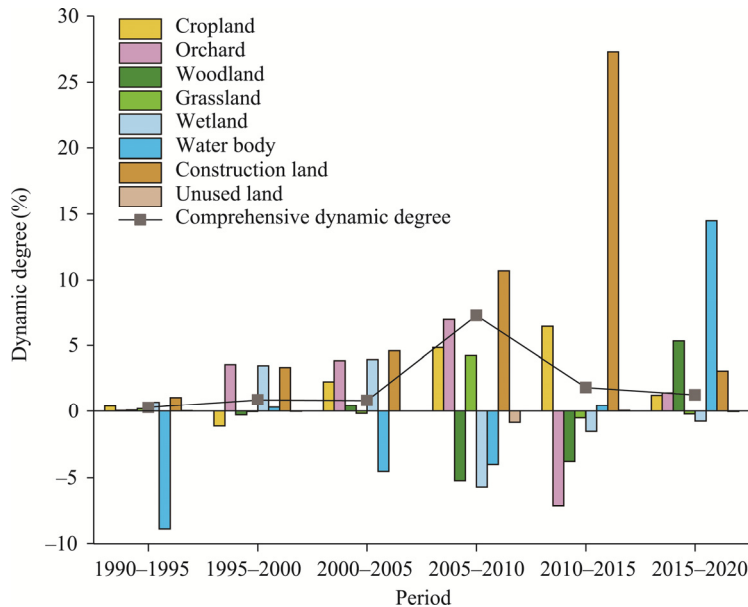 30
25
20
15
10
5
0
–5
–10
Dynamic degree (%)
Cropland
Orchard
Woodland
Grassland
Wetland
Water body
Construction land
Unused land
Comprehensive dynamic degree
1990–1995
1995–2000
2000–2005
2005–2010
2010–2015
2015–2020
Period